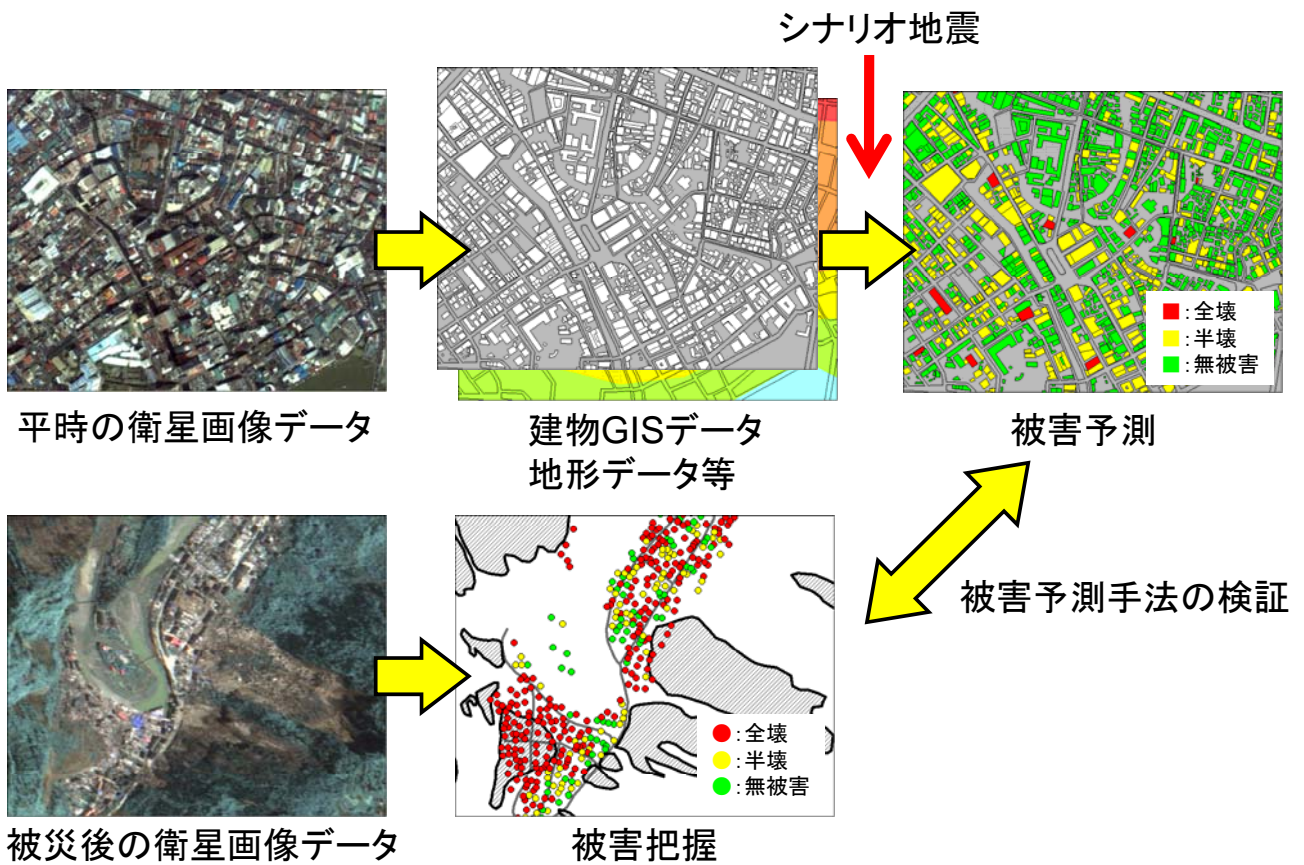 シナリオ地震
■:全壊
■:半壊
■:無被害
平時の衛星画像データ
建物GISデータ
地形データ等
被害予測
被害予測手法の検証
●:全壊
●:半壊
●:無被害
被災後の衛星画像データ
被害把握